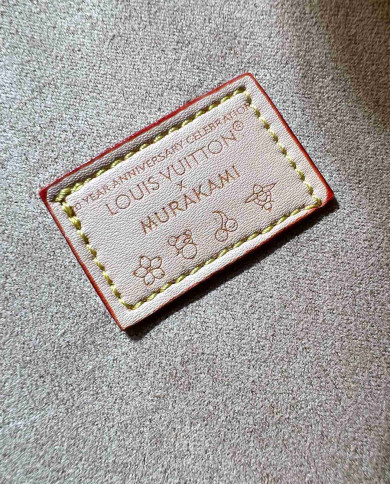 YEAR ANNIVERSARY CELEBRATION
LOUIS VUITTON®
x
MURAKAMI